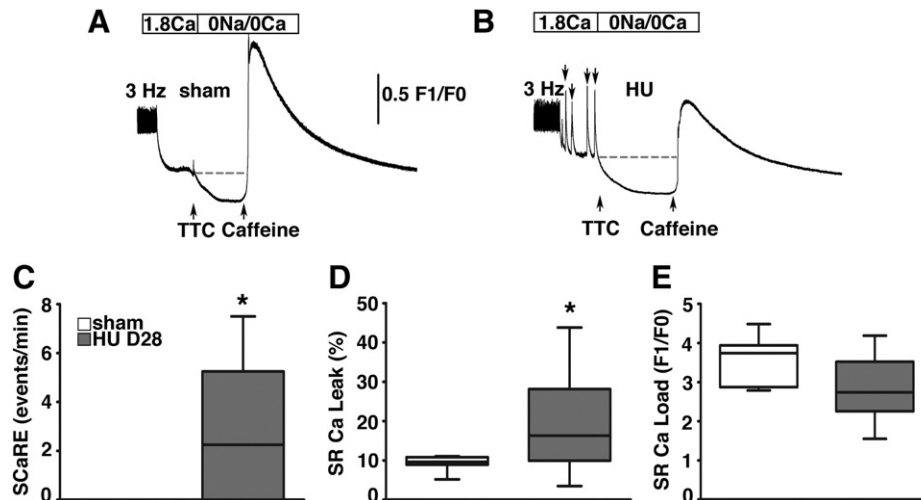 A
1.8Ca 0Na/0Ca
3 Hz sham
0.5 F1/F0
TTC Caffeine
B
1.8Ca 0Na/0Ca
3 Hz HU
TTC Caffeine
C
SCaRE (events/min)
8
6
4
2
0
sham
HU D28
*
D
SR Ca Leak (%)
50
40
30
20
10
0
*
E
SR Ca Load (F1/F0)
5
4
3
2
1
0